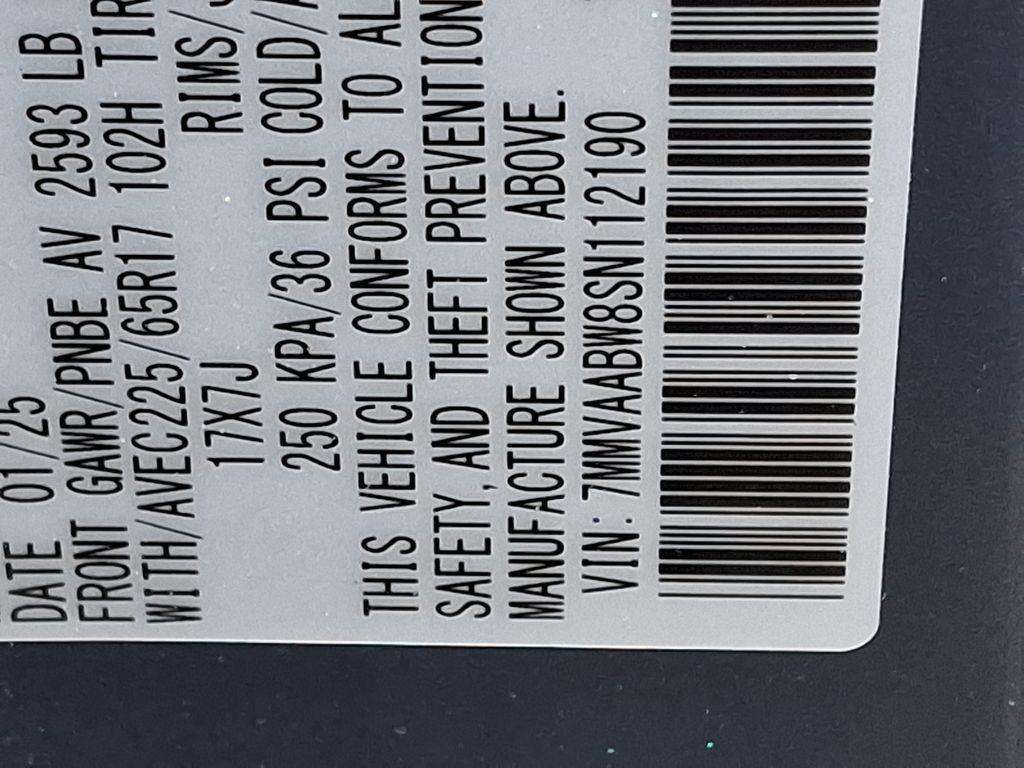 DATE 01/25
FRONT GAWR/PNBE AV 2593 LB
WITH/AVEC225/65R17 102H TIR
17X7J RIMS/
250 KPA/36 PSI COLD/A
THIS VEHICLE CONFORMS TO AL
SAFETY,AND THEFT PREVENTION
MANUFACTURE SHOWN ABOVE.
VIN: 7MMVAABW8SN112190